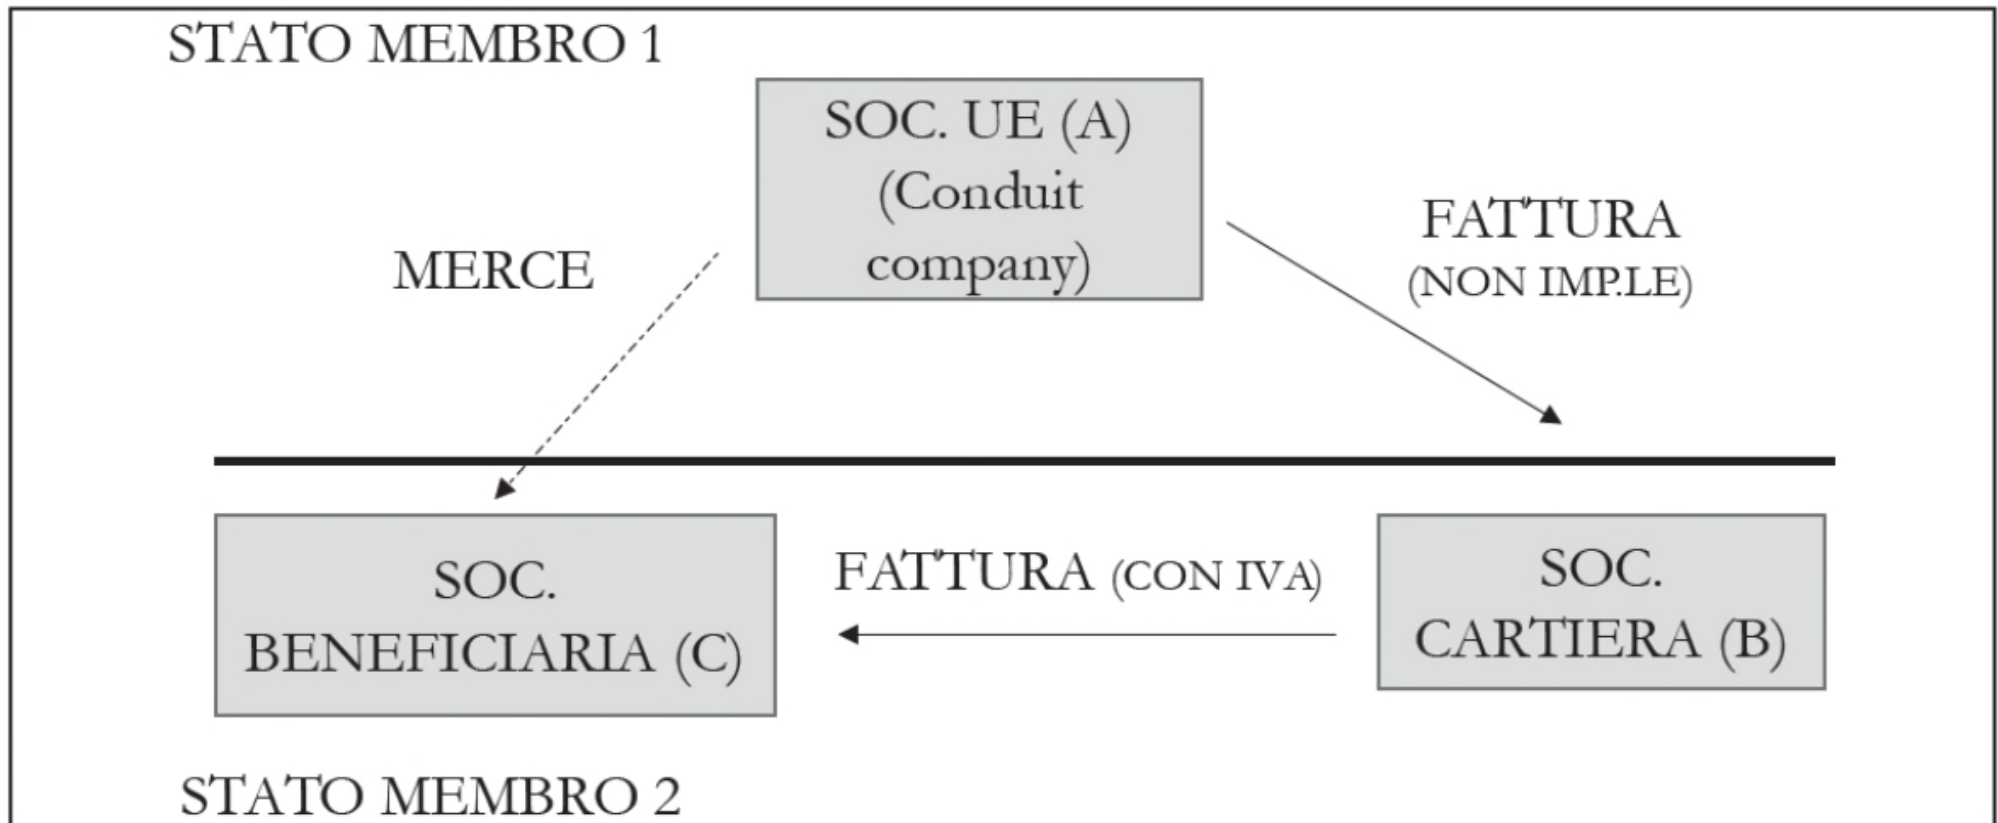 STATO MEMBRO 1
SOC. UE (A)
(Conduit
company)
MERCE
FATTURA
(NON IMP.LE)
SOC.
BENEFICIARIA (C)
FATTURA (CON IVA)
SOC.
CARTIERA (B)
STATO MEMBRO 2